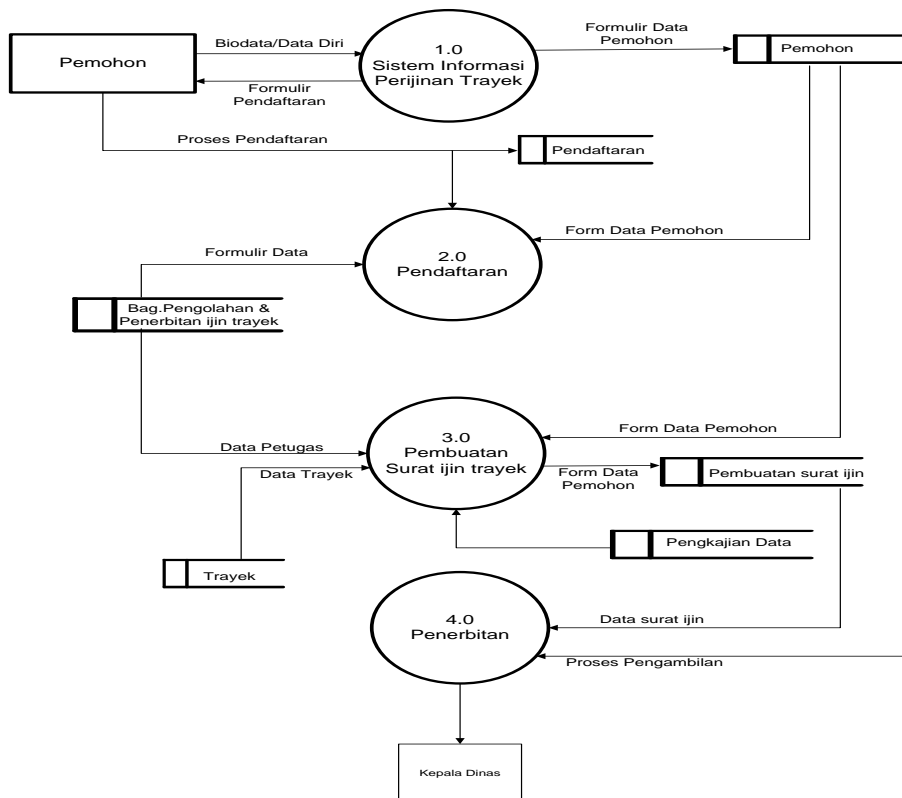 Pemohon
Biodata/Data Diri
Formulir
Pendaftaran
1.0
Sistem Informasi
Perijinan Trayek
Formulir Data
Pemohon
Pemohon
Proses Pendaftaran
Pendaftaran
Form Data Pemohon
2.0
Pendaftaran
Formulir Data
Bag.Pengolahan &
Penerbitan ijin trayek
Form Data Pemohon
3.0
Pembuatan
Surat ijin trayek
Data Petugas
Data Trayek
Form Data
Pemohon
Pembuatan surat ijin
Pengkajian Data
Trayek
4.0
Penerbitan
Data surat ijin
Proses Pengambilan
Kepala Dinas